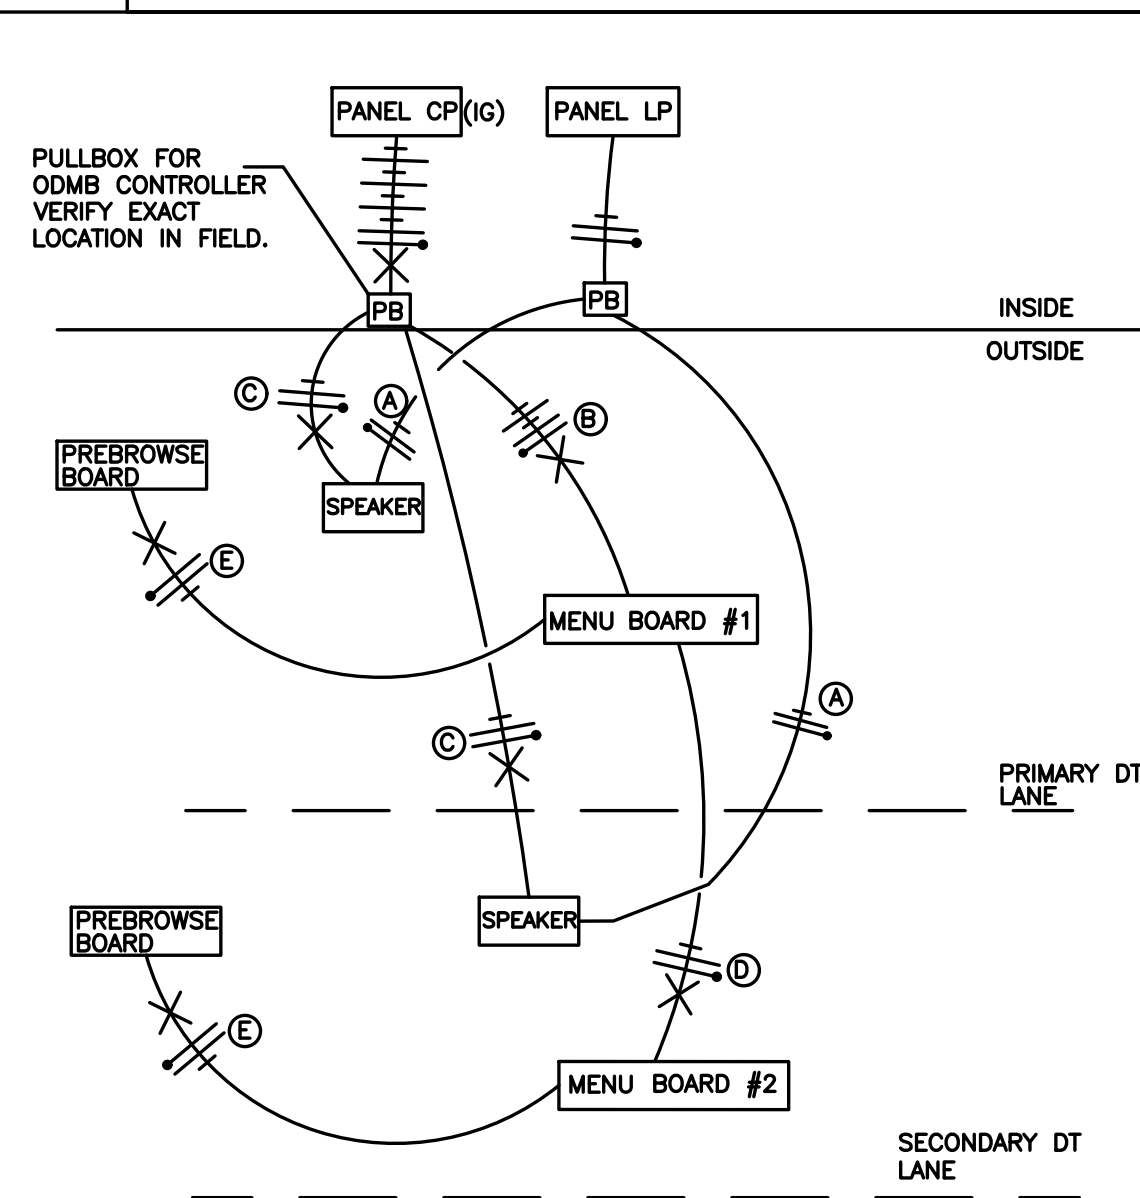 PANEL CP(IG)
PANEL LP
PULLBOX FOR
ODMB CONTROLLER
VERIFY EXACT
LOCATION IN FIELD.
PB
PB
INSIDE
OUTSIDE
C
A
B
PREBROWSE
BOARD
SPEAKER
E
MENU BOARD #1
A
C
PRIMARY DT
LANE
PREBROWSE
BOARD
SPEAKER
D
E
MENU BOARD #2
SECONDARY DT
LANE